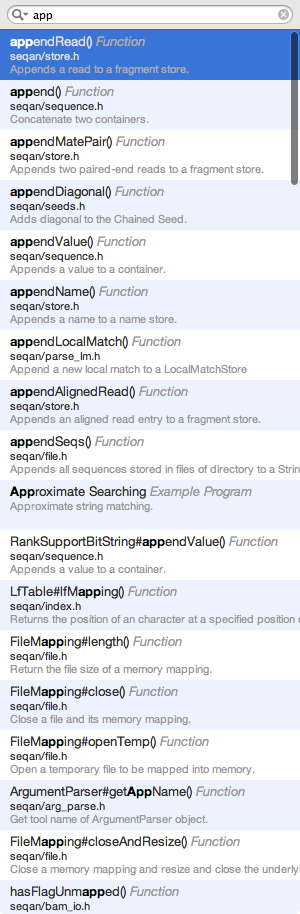 app
appendRead() Function
seqan/store.h
Appends a read to a fragment store.
append() Function
seqan/sequence.h
Concatenate two containers.
appendMatePair() Function
seqan/store.h
Appends two paired-end reads to a fragment store.
appendDiagonal() Function
seqan/seeds.h
Adds diagonal to the Chained Seed.
appendValue() Function
seqan/sequence.h
Appends a value to a container.
appendName() Function
seqan/store.h
Appends a name to a name store.
appendLocalMatch() Function
seqan/parse_lm.h
Append a new local match to a LocalMatchStore
appendAlignedRead() Function
seqan/store.h
Appends an aligned read entry to a fragment store.
appendSeqs() Function
seqan/file.h
Appends all sequences stored in files of directory to a Strin
Approximate Searching Example Program
Approximate string matching.
RankSupportBitString#appendValue() Function
seqan/sequence.h
Appends a value to a container.
LfTable#lfMapping() Function
seqan/index.h
Returns the position of an character at a specified position o
FileMapping#length() Function
seqan/file.h
Return the file size of a memory mapping.
FileMapping#close() Function
seqan/file.h
Close a file and its memory mapping.
FileMapping#openTemp() Function
seqan/file.h
Open a temporary file to be mapped into memory.
ArgumentParser#getAppName() Function
seqan/arg_parse.h
Get tool name of ArgumentParser object.
FileMapping#closeAndResize() Function
seqan/file.h
Close a memory mapping and resize and close the underly
hasFlagUnmapped() Function
seqan/bam_io.h